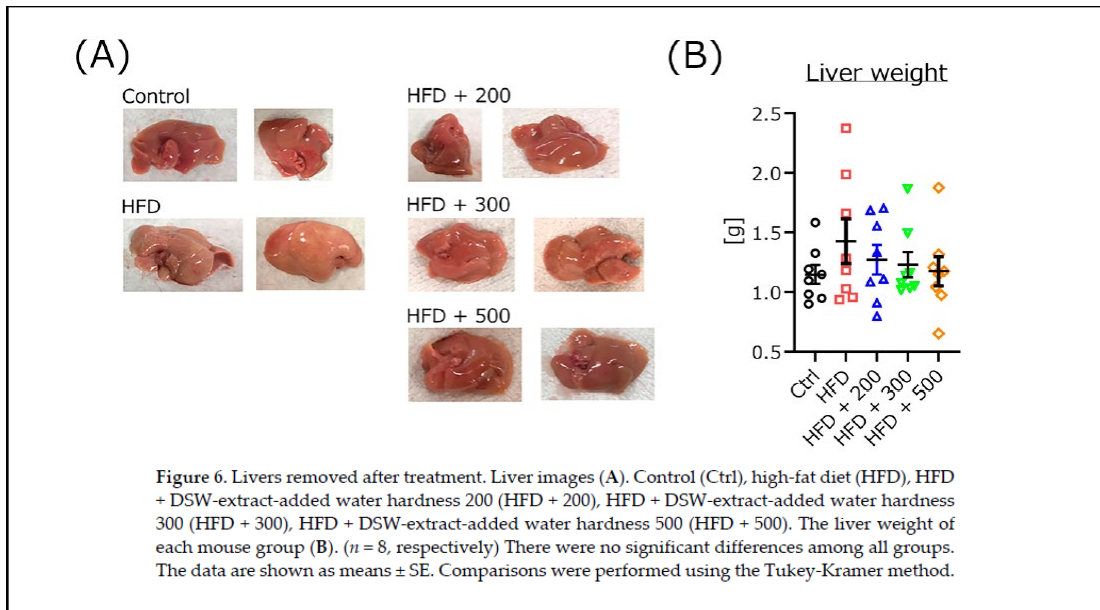 (A)
Control
HFD + 200
HFD
HFD + 300
HFD + 500
(B)
Liver weight
[g]
2.5
2.0
1.5
1.0
0.5
Ctrl
HFD
HFD + 200
HFD + 300
HFD + 500
Figure 6. Livers removed after treatment. Liver images (A). Control (Ctrl), high-fat diet (HFD), HFD
+ DSW-extract-added water hardness 200 (HFD + 200), HFD + DSW-extract-added water hardness
300 (HFD + 300), HFD + DSW-extract-added water hardness 500 (HFD + 500). The liver weight of
each mouse group (B). (n = 8, respectively) There were no significant differences among all groups.
The data are shown as means ± SE. Comparisons were performed using the Tukey-Kramer method.